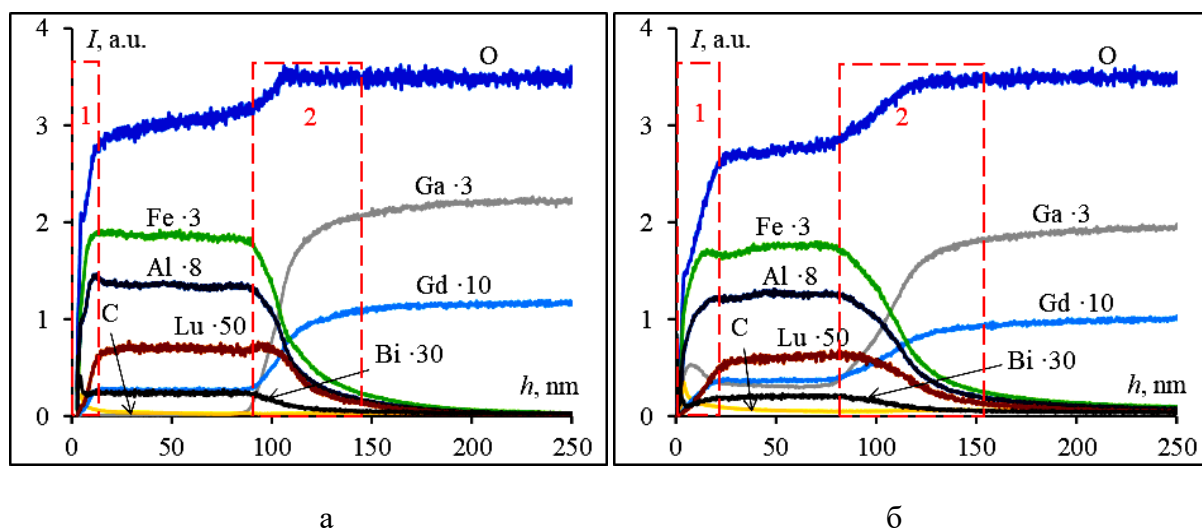 4
I, a.u.
O
1
2
3
Ga ·3
Fe ·3
2
Al ·8
Gd ·10
C
Lu ·50
1
Bi ·30
h, nm
0
0 50 100 150 200 250
а
4
I, a.u.
O
1
2
3
Ga ·3
Fe ·3
2
Al ·8
Gd ·10
1
Lu ·50
Bi ·30
C
h, nm
0
0 50 100 150 200 250
б